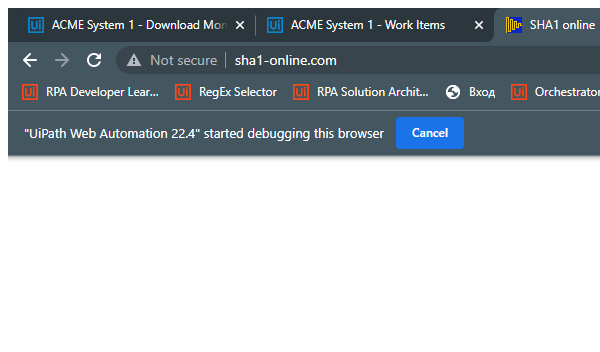 Ui ACME System 1 - Download Mon Ui ACME System 1 - Work Items SHA1 online
Not secure sha1-online.com
Ui RPA Developer Lear... Ui RegEx Selector Ui RPA Solution Archit... Вход Ui Orchestrator
"UiPath Web Automation 22.4" started debugging this browser Cancel